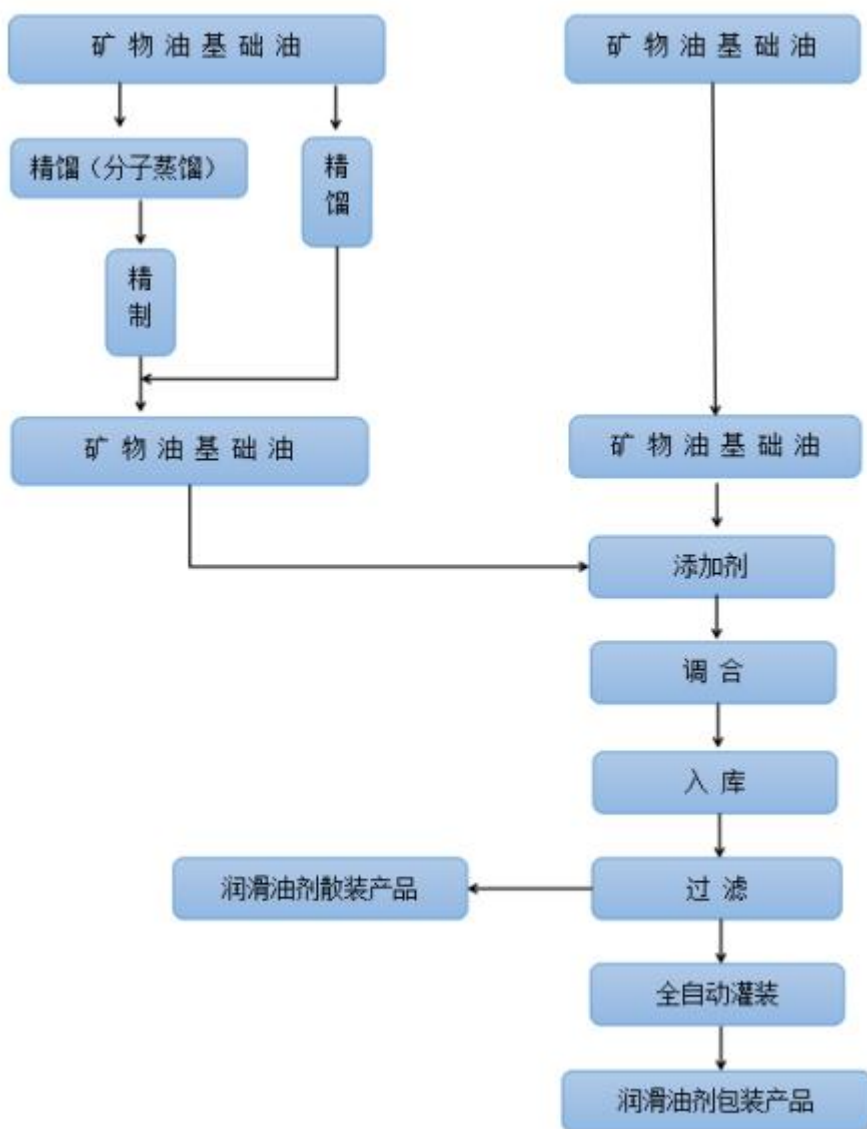 矿物油基础油
矿物油基础油
精馏（分子蒸馏）
精
馏
精
制
矿物油基础油
矿物油基础油
添加剂
调合
入库
润滑油剂散装产品
过滤
全自动灌装
润滑油剂包装产品